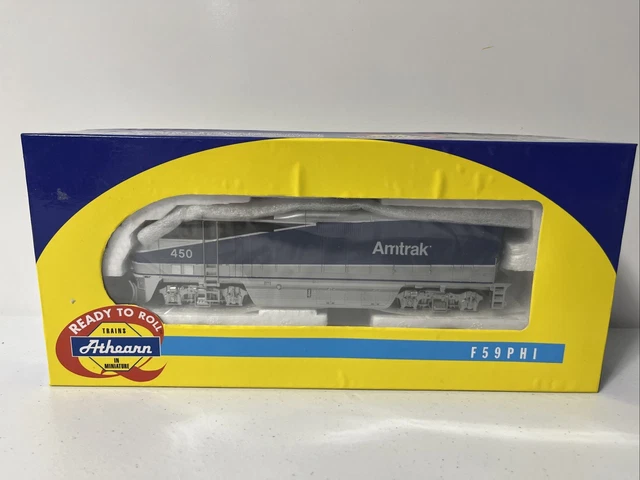 450
Amtrak
READY TO ROLL
TRAINS
Athearn
IN
MINIATURE
F59PHI